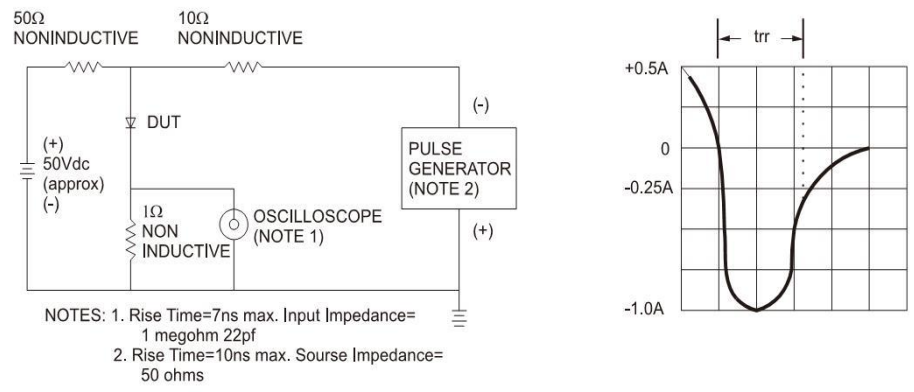 50Ω
NONINDUCTIVE
10Ω
NONINDUCTIVE
DUT
(+)
50Vdc
(approx)
(-)
1Ω
NON
INDUCTIVE
OSCILLOSCOPE
(NOTE 1)
(-)
PULSE
GENERATOR
(NOTE 2)
(+)
NOTES: 1. Rise Time=7ns max. Input Impedance=
1 megohm 22pf
2. Rise Time=10ns max. Sourse Impedance=
50 ohms
trr
+0.5A
0
-0.25A
-1.0A